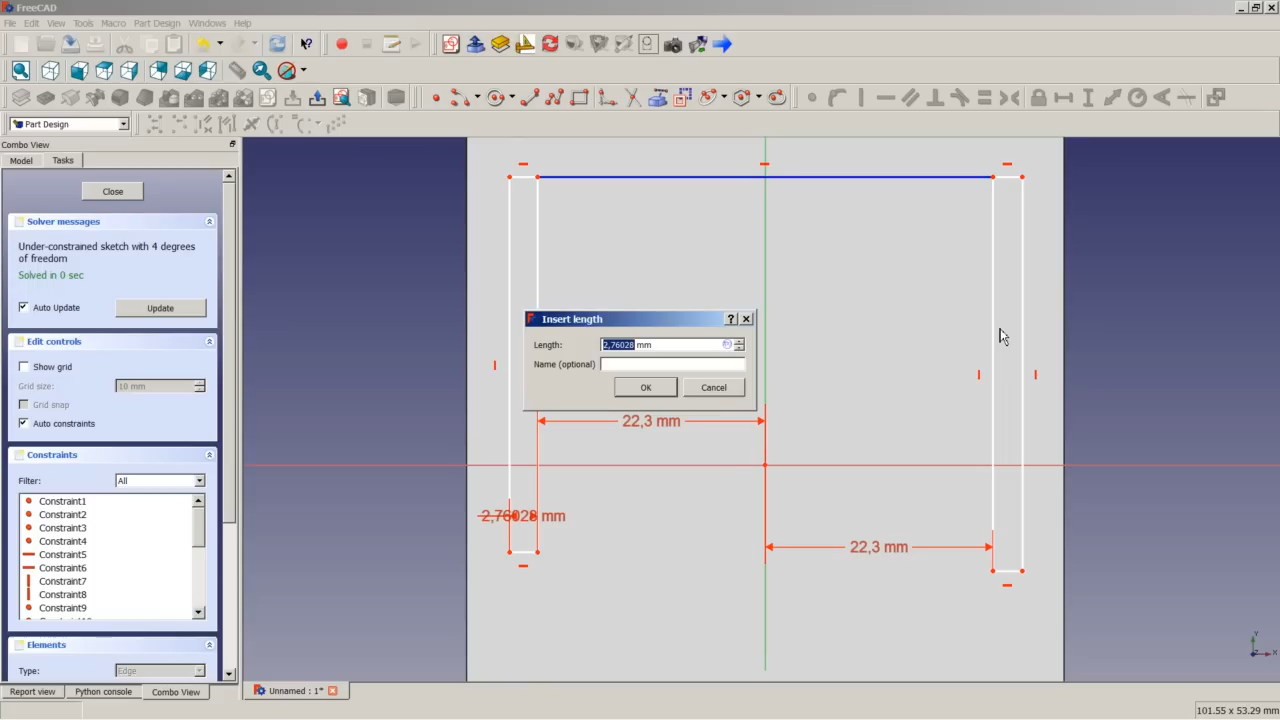 FreeCAD
File Edit View Tools Macro Part Design Windows Help
Part Design
Combo View
Model Tasks
Close
Solver messages
Under-constrained sketch with 4 degrees
of freedom
Solved in 0 sec
Auto Update Update
Edit controls
Show grid
Grid size: 10 mm
Grid snap
Auto constraints
Constraints
Filter: All
Constraint1
Constraint2
Constraint3
Constraint4
Constraint5
Constraint6
Constraint7
Constraint8
Constraint9
Elements
Type: Edge
Report view Python console Combo View
Insert length
Length: 2,76028 mm
Name (optional)
OK Cancel
22,3 mm
2,76028 mm
22,3 mm
Y
X
Unnamed : 1*
101.55 x 53.29 mm